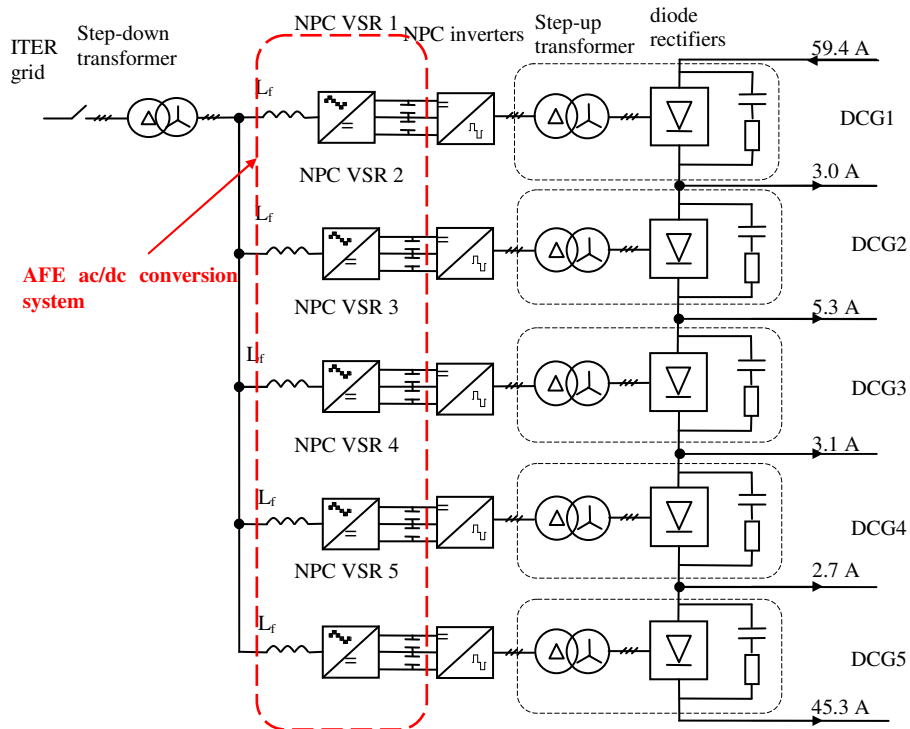 NPC VSR 1
ITER grid
Step-down transformer
NPC inverters
Step-up transformer
diode rectifiers
59.4 A
Lf
DCG1
NPC VSR 2
3.0 A
Lf
DCG2
AFE ac/dc conversion system
NPC VSR 3
5.3 A
Lf
DCG3
NPC VSR 4
3.1 A
Lf
DCG4
NPC VSR 5
2.7 A
Lf
DCG5
45.3 A